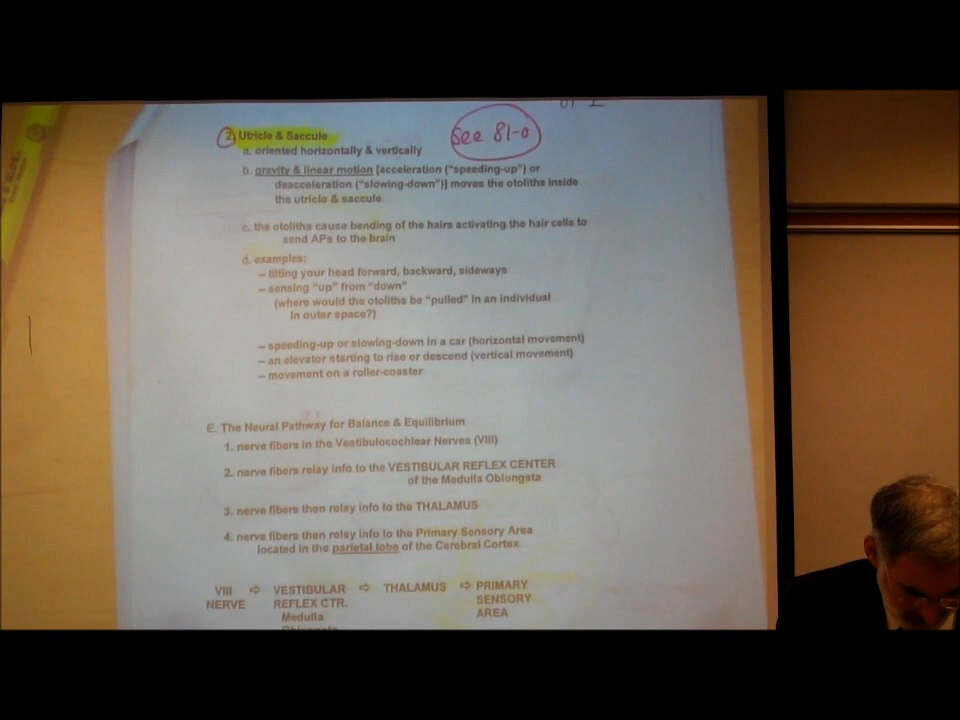 See 81-a
2. Utricle & Saccule
a. oriented horizontally & vertically
b. gravity & linear motion [acceleration ("speeding-up") or
deacceleration ("slowing-down")] moves the otoliths inside
the utricle & saccule
c. the otoliths cause bending of the hairs activating the hair cells to
send APs to the brain
d. examples:
– tilting your head forward, backward, sideways
– sensing "up" from "down"
(where would the otoliths be "pulled" in an individual
in outer space?)
– speeding-up or slowing-down in a car (horizontal movement)
– an elevator starting to rise or descend (vertical movement)
– movement on a roller-coaster
E. The Neural Pathway for Balance & Equilibrium
1. nerve fibers in the Vestibulocochlear Nerves (VIII)
2. nerve fibers relay info to the VESTIBULAR REFLEX CENTER
of the Medulla Oblongata
3. nerve fibers then relay info to the THALAMUS
4. nerve fibers then relay info to the Primary Sensory Area
located in the parietal lobe of the Cerebral Cortex
VIII ⇨ VESTIBULAR ⇨ THALAMUS ⇨ PRIMARY
NERVE REFLEX CTR. SENSORY
Medulla AREA
Oblongata